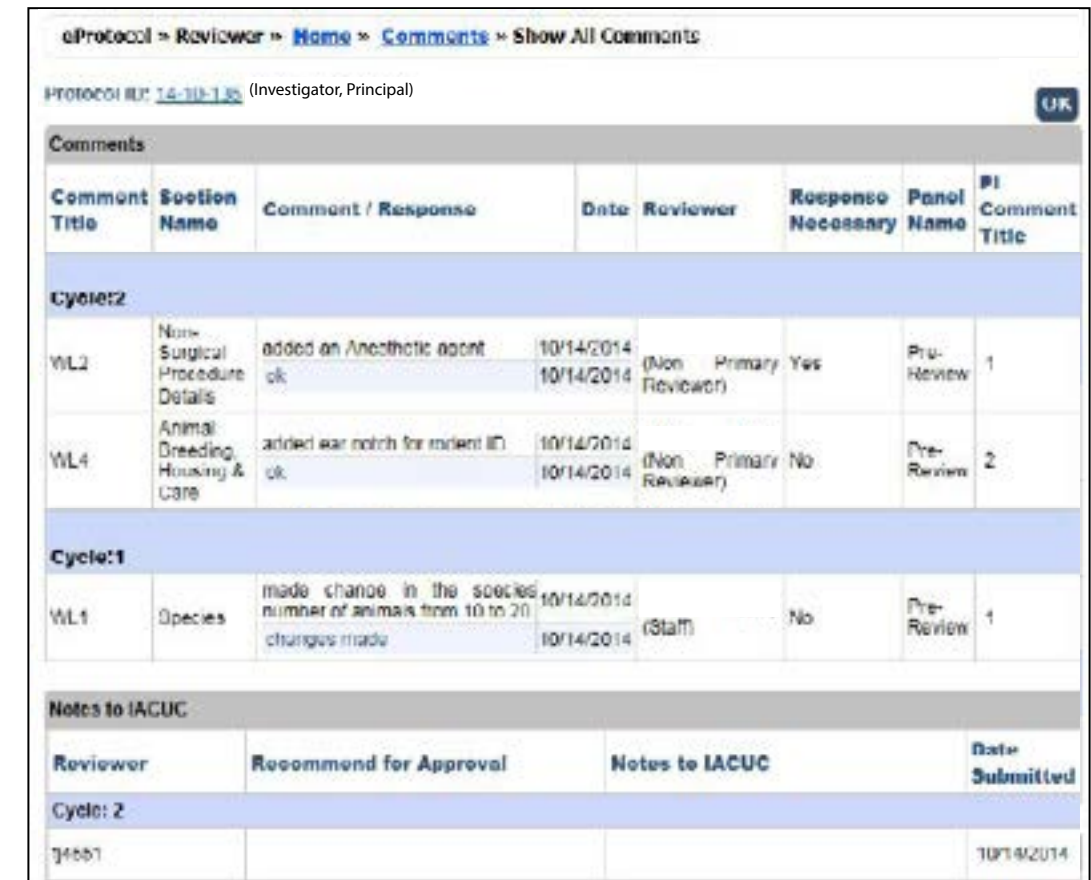 eProtocol » Reviewer » Home » Comments » Show All Comments
Protocol ID: 14-10-135 (Investigator, Principal)
OK
Comments
Comment Title
Section Name
Comment / Response
Date
Reviewer
Response Necessary
Panel Name
PI Comment Title
Cycle:2
WL2
Non-Surgical Procedure Details
added an Anesthetic agent
10/14/2014
ok
10/14/2014
(Non Primary Reviewer)
Yes
Pre-Review
1
WL4
Animal Breeding, Housing & Care
added ear notch for rodent ID
10/14/2014
ok
10/14/2014
(Non Primary Reviewer)
No
Pre-Review
2
Cycle:1
WL1
Species
made change in the species number of animals from 10 to 20
10/14/2014
changes made
10/14/2014
(Staff)
No
Pre-Review
1
Notes to IACUC
Reviewer
Recommend for Approval
Notes to IACUC
Date Submitted
Cycle: 2
10/14/2014